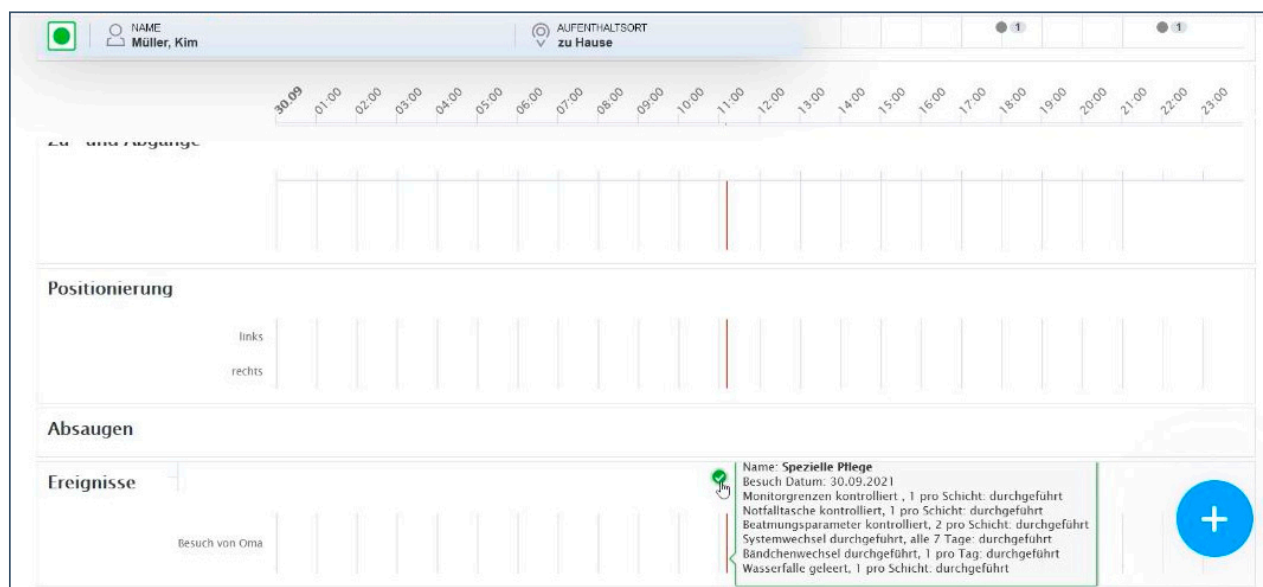 NAME
Müller, Kim
AUFENTHALTSORT
zu Hause
1
1
30.09 01:00 02:00 03:00 04:00 05:00 06:00 07:00 08:00 09:00 10:00 11:00 12:00 13:00 14:00 15:00 16:00 17:00 18:00 19:00 20:00 21:00 22:00 23:00
Zu- und Abgänge
Positionierung
links
rechts
Absaugen
Ereignisse
Name: Spezielle Pflege
Besuch Datum: 30.09.2021
Monitorgrenzen kontrolliert , 1 pro Schicht: durchgeführt
Notfalltasche kontrolliert, 1 pro Schicht: durchgeführt
Beatmungsparameter kontrolliert, 2 pro Schicht: durchgeführt
Systemwechsel durchgeführt, alle 7 Tage: durchgeführt
Bändchenwechsel durchgeführt, 1 pro Tag: durchgeführt
Wasserfalle geleert, 1 pro Schicht: durchgeführt
Besuch von Oma